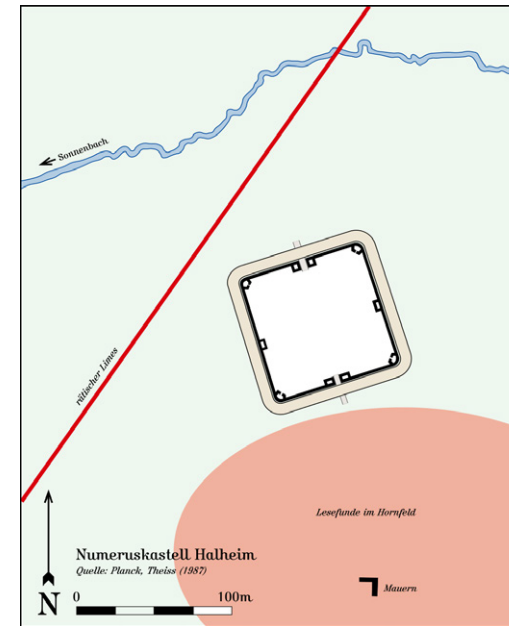 Sonnenbach
rätischer Limes
Lesefunde im Hornfeld
Numeruskastell Halheim
Quelle: Planck, Theiss (1987)
Mauern
N
0 100m